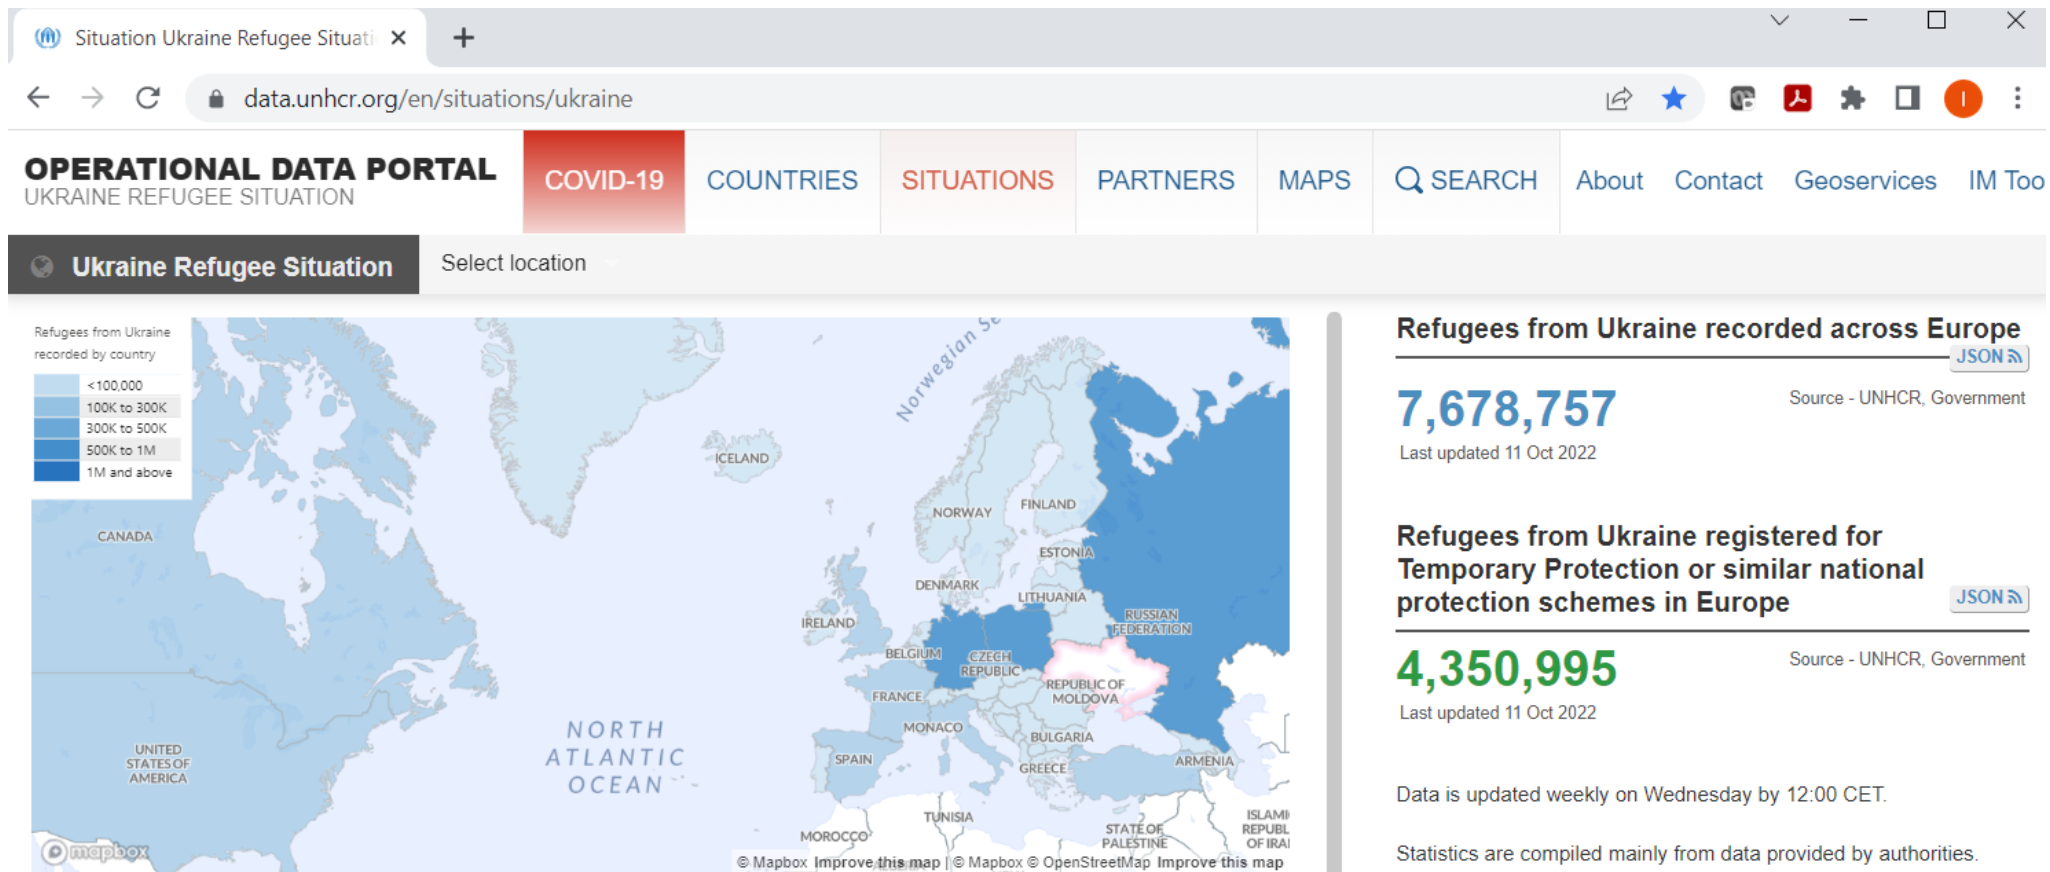 Situation Ukraine Refugee Situati
data.unhcr.org/en/situations/ukraine
I
OPERATIONAL DATA PORTAL
UKRAINE REFUGEE SITUATION
COVID-19
COUNTRIES
SITUATIONS
PARTNERS
MAPS
SEARCH
About
Contact
Geoservices
IM Too
Ukraine Refugee Situation
Select location
Refugees from Ukraine
recorded by country
<100,000
100K to 300K
300K to 500K
500K to 1M
1M and above
Norwegian Se
ICELAND
NORWAY
FINLAND
CANADA
ESTONIA
DENMARK
LITHUANIA
IRELAND
RUSSIAN
FEDERATION
BELGIUM
CZECH
REPUBLIC
REPUBLIC OF
MOLDOVA
FRANCE
MONACO
NORTH
ATLANTIC
OCEAN
BULGARIA
UNITED
STATES OF
AMERICA
SPAIN
GREECE
ARMENIA
TUNISIA
MOROCCO
STATE OF
PALESTINE
ISLAMI
REPUBL
OF IRA
mapbox
© Mapbox Improve this map | © Mapbox © OpenStreetMap Improve this map
Refugees from Ukraine recorded across Europe
JSON
7,678,757
Source - UNHCR, Government
Last updated 11 Oct 2022
Refugees from Ukraine registered for
Temporary Protection or similar national
protection schemes in Europe
JSON
4,350,995
Source - UNHCR, Government
Last updated 11 Oct 2022
Data is updated weekly on Wednesday by 12:00 CET.
Statistics are compiled mainly from data provided by authorities.